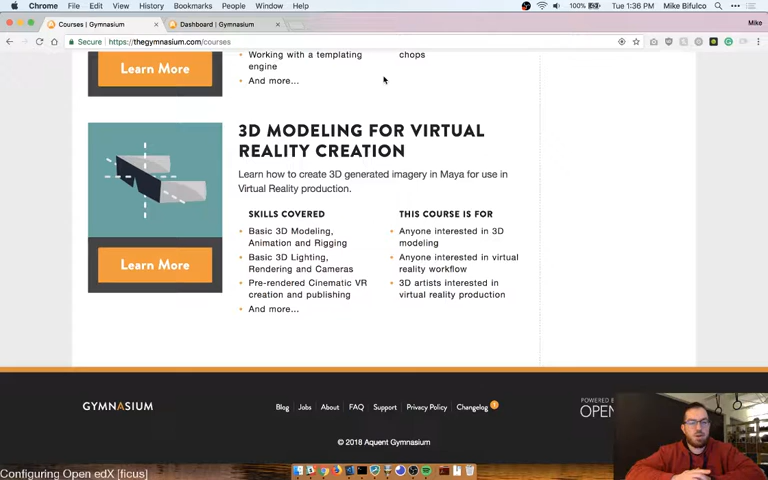 Chrome File Edit View History Bookmarks People Window Help
100% Tue 1:36 PM Mike Bifulco
Courses | Gymnasium
Dashboard | Gymnasium
Mike
Secure https://thegymnasium.com/courses
Learn More
Working with a templating
engine
And more...
chops
3D MODELING FOR VIRTUAL
REALITY CREATION
Learn how to create 3D generated imagery in Maya for use in
Virtual Reality production.
SKILLS COVERED
Basic 3D Modeling,
Animation and Rigging
Basic 3D Lighting,
Rendering and Cameras
Pre-rendered Cinematic VR
creation and publishing
And more...
THIS COURSE IS FOR
Anyone interested in 3D
modeling
Anyone interested in virtual
reality workflow
3D artists interested in
virtual reality production
Learn More
GYMNASIUM
Blog Jobs About FAQ Support Privacy Policy Changelog 1
POWERED B
OPEN
© 2018 Aquent Gymnasium
Configuring Open edX [ficus]